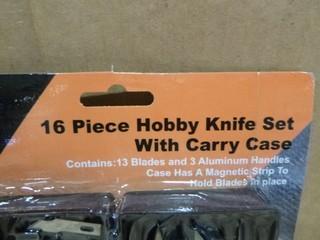 16 Piece Hobby Knife Set
With Carry Case
Contains:13 Blades and 3 Aluminum Handles
Case Has A Magnetic Strip To
Hold Blades in place